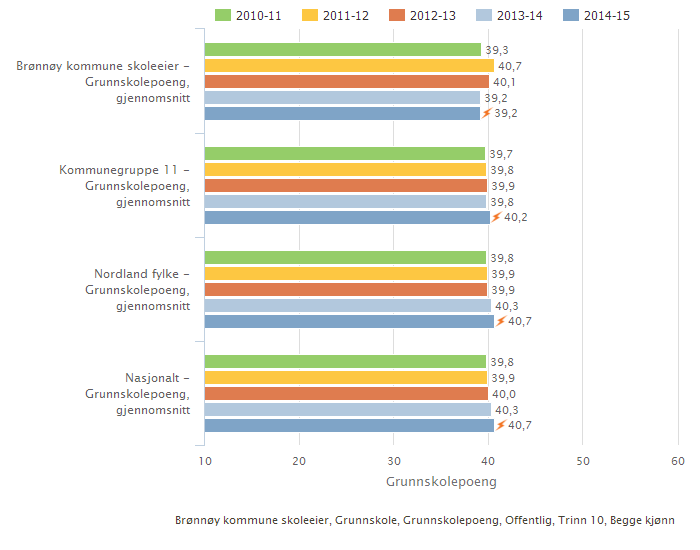 2010-11 2011-12 2012-13 2013-14 2014-15
Brønnøy kommune skoleeier -
Grunnskolepoeng,
gjennomsnitt
39,3
40,7
40,1
39,2
39,2
Kommunegruppe 11 -
Grunnskolepoeng,
gjennomsnitt
39,7
39,8
39,9
39,8
40,2
Nordland fylke -
Grunnskolepoeng,
gjennomsnitt
39,8
39,9
39,9
40,3
40,7
Nasjonalt -
Grunnskolepoeng,
gjennomsnitt
39,8
39,9
40,0
40,3
40,7
10 20 30 40 50 60
Grunnskolepoeng
Brønnøy kommune skoleeier, Grunnskole, Grunnskolepoeng, Offentlig, Trinn 10, Begge kjønn